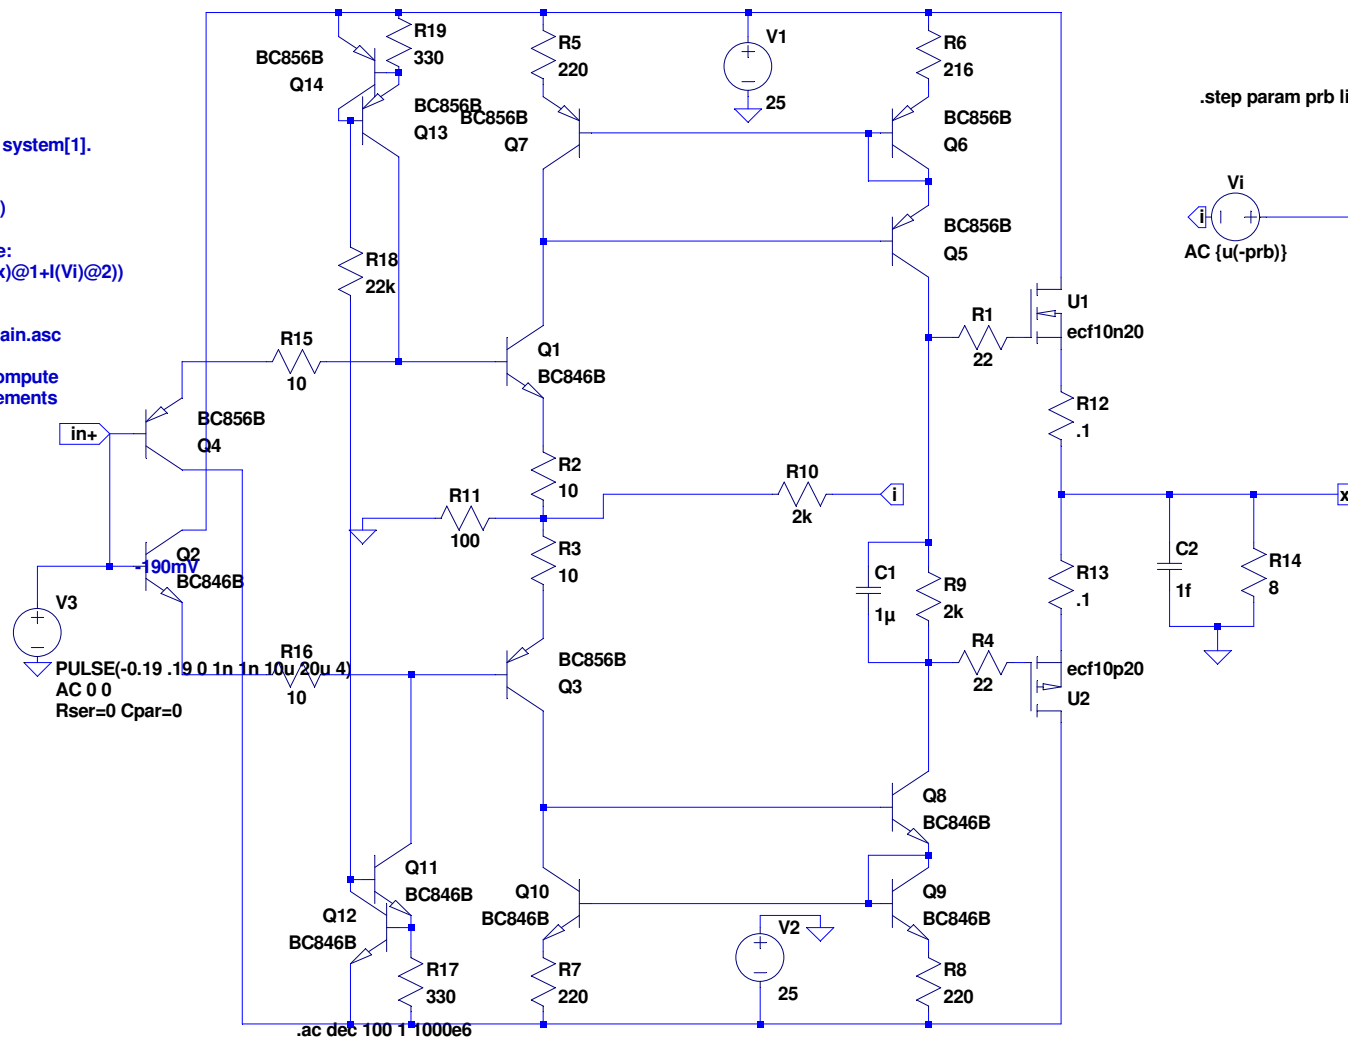 R19
330
BC856B
Q14
R5
220
V1
25
R6
216
.step param prb li
BC856B
Q13
BC856B
Q7
BC856B
Q6
system[1].
)
Vi
i
AC {u(-prb)}
e:
x)@1+I(Vi)@2))
BC856B
Q5
R18
22k
ain.asc
R15
10
Q1
BC846B
R1
22
U1
ecf10n20
ompute
ements
in+
BC856B
Q4
R12
.1
R2
10
R11
100
R10
2k
i
x
Q2
-190mV
BC846B
R3
10
C1
1µ
R9
2k
R13
.1
C2
1f
R14
8
V3
PULSE(-0.19 .19 0 1n 1n 10u 20u 4)
AC 0 0
Rser=0 Cpar=0
R16
10
BC856B
Q3
R4
22
ecf10p20
U2
Q8
BC846B
Q11
BC846B
Q12
BC846B
Q10
BC846B
Q9
BC846B
V2
25
R17
330
R7
220
R8
220
.ac dec 100 1 1000e6